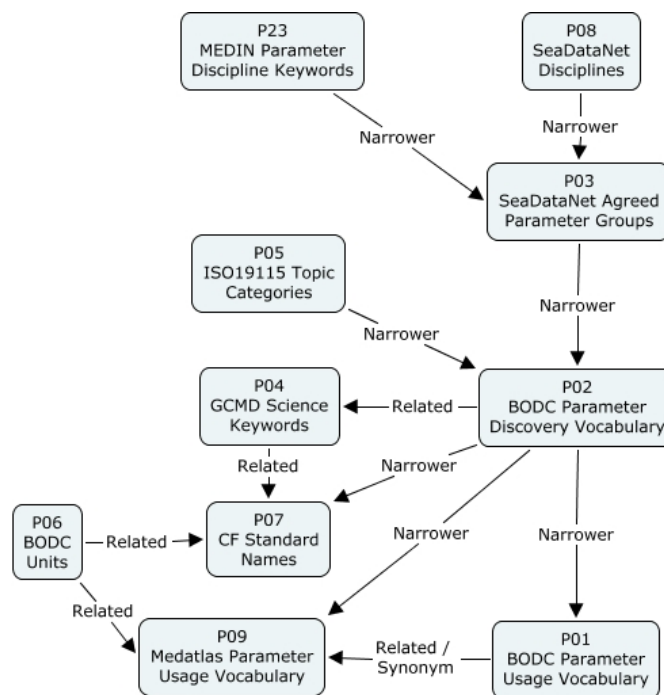 P23
MEDIN Parameter
Discipline Keywords
P08
SeaDataNet
Disciplines
Narrower
Narrower
P03
SeaDataNet Agreed
Parameter Groups
P05
ISO19115 Topic
Categories
Narrower
Narrower
P04
GCMD Science
Keywords
Related
P02
BODC Parameter
Discovery Vocabulary
Related
Narrower
P06
BODC
Units
Related
P07
CF Standard
Names
Narrower
Narrower
Related
P09
Medatlas Parameter
Usage Vocabulary
Related /
Synonym
P01
BODC Parameter
Usage Vocabulary